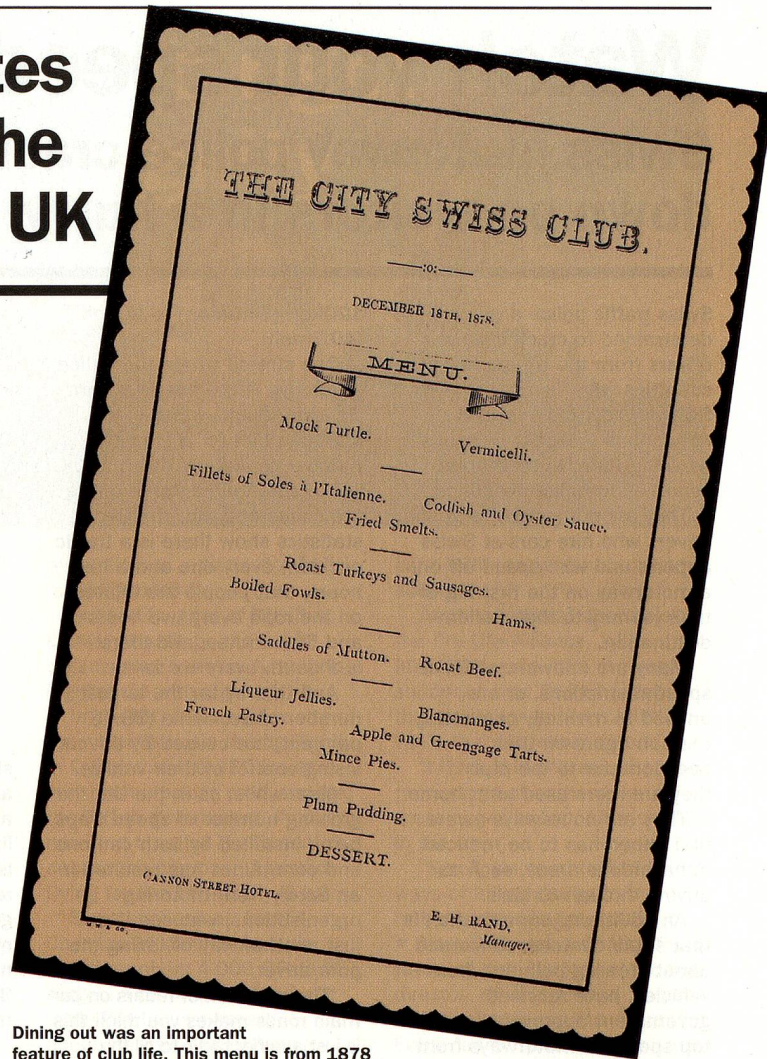 tes
he
UK
THE CITY SWISS CLUB.
—:o:—
DECEMBER 18TH, 1878.
MENU.
Mock Turtle. Vermicelli.
Fillets of Soles à l'Italienne. Codfish and Oyster Sauce.
Fried Smelts.
Roast Turkeys and Sausages.
Boiled Fowls. Hams.
Saddles of Mutton. Roast Beef.
Liqueur Jellies. Blancmanges.
French Pastry. Apple and Greengage Tarts.
Mince Pies.
Plum Pudding.
DESSERT.
CANNON STREET HOTEL. E. H. RAND,
Manager.
Dining out was an important
feature of club life. This menu is from 1878